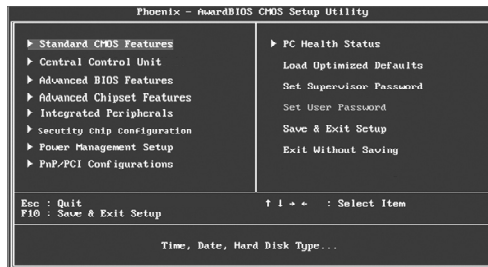 Phoenix - AwardBIOS CMOS Setup Utility
▶ Standard CMOS Features
▶ Central Control Unit
▶ Advanced BIOS Features
▶ Advanced Chipset Features
▶ Integrated Peripherals
▶ Secutity Chip Configuration
▶ Power Management Setup
▶ PnP/PCI Configurations
▶ PC Health Status
Load Optimized Defaults
Set Supervisor Password
Set User Password
Save & Exit Setup
Exit Without Saving
Esc : Quit
F10 : Save & Exit Setup
↑ ↓ → ← : Select Item
Time, Date, Hard Disk Type...